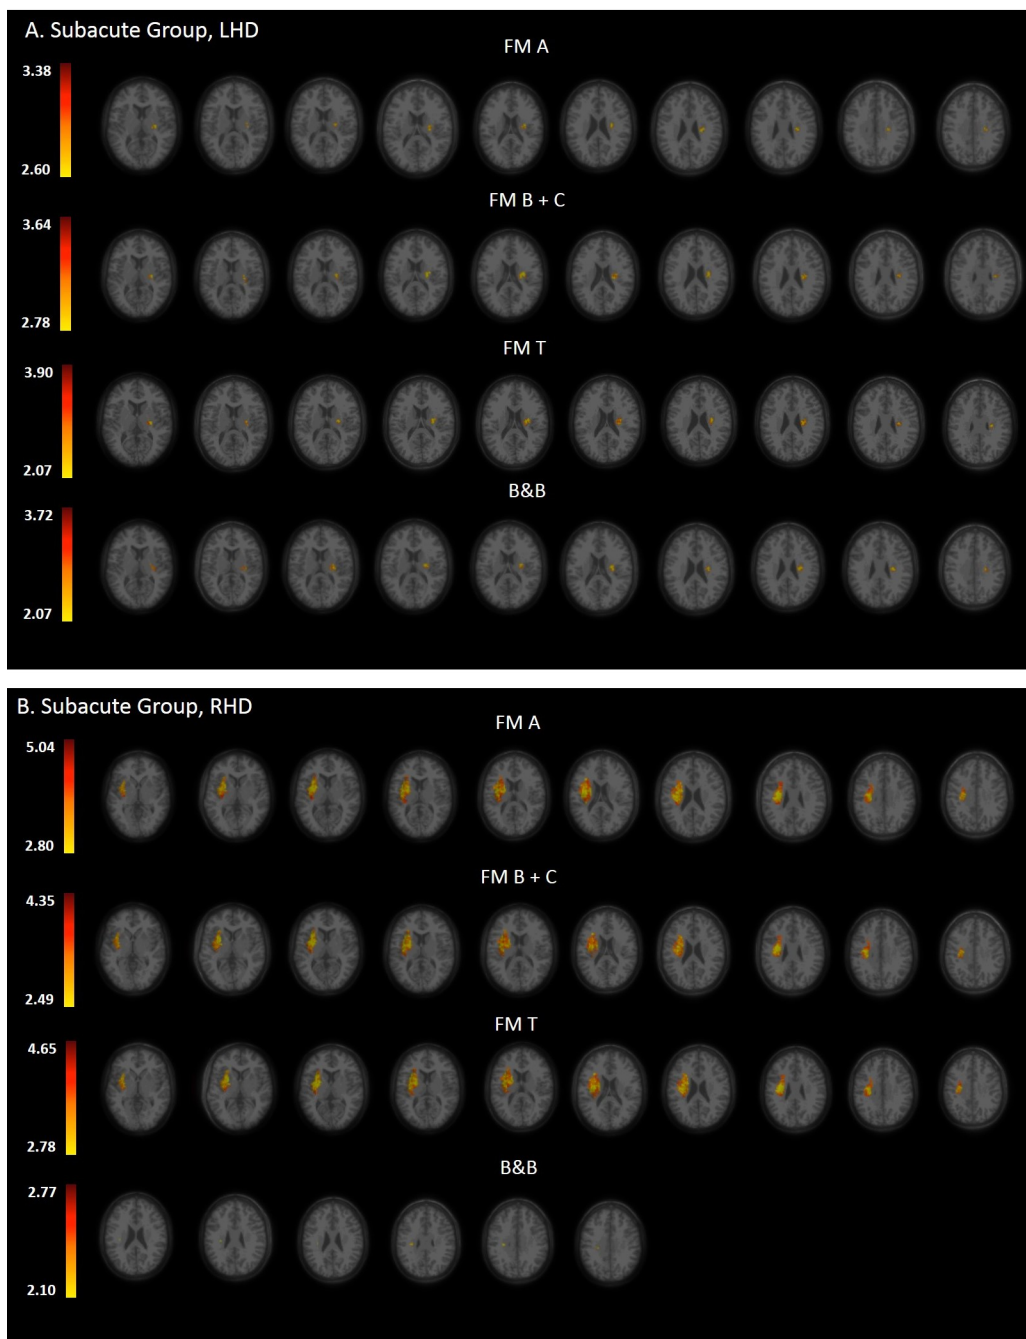 A. Subacute Group, LHD
FM A
3.38
2.60
FM B + C
3.64
2.78
FM T
3.90
2.07
B&B
3.72
2.07
B. Subacute Group, RHD
FM A
5.04
2.80
FM B + C
4.35
2.49
FM T
4.65
2.78
B&B
2.77
2.10